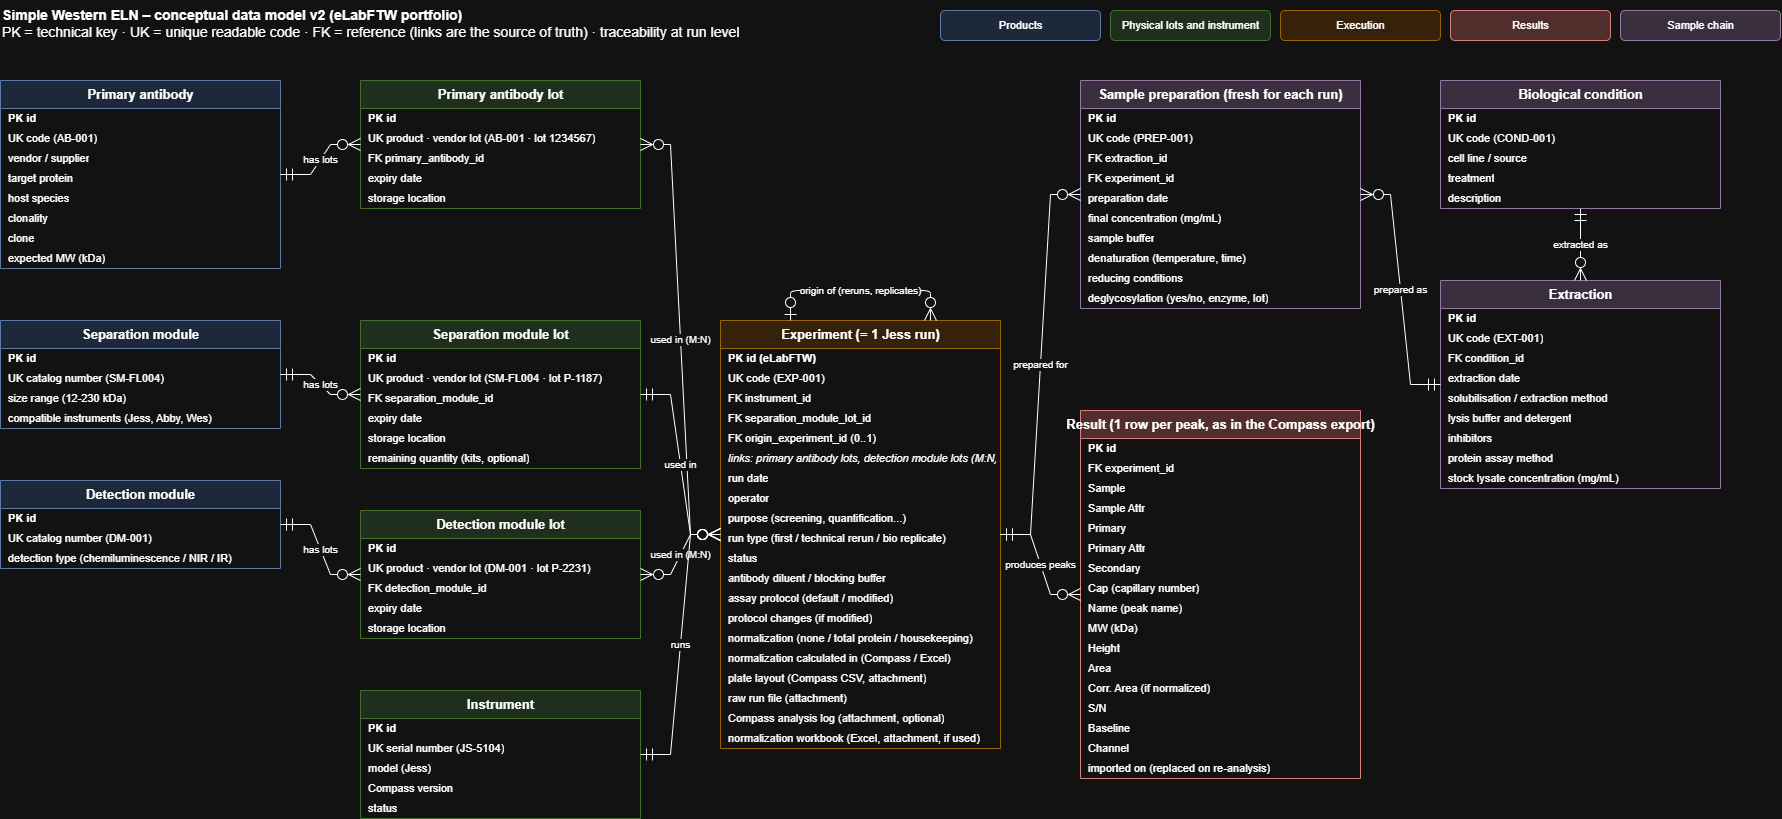 Simple Western ELN – conceptual data model v2 (eLabFTW portfolio)
PK = technical key · UK = unique readable code · FK = reference (links are the source of truth) · traceability at run level
Products
Physical lots and instrument
Execution
Results
Sample chain
Primary antibody
PK id
UK code (AB-001)
vendor / supplier
target protein
host species
clonality
clone
expected MW (kDa)
has lots
Primary antibody lot
PK id
UK product · vendor lot (AB-001 · lot 1234567)
FK primary_antibody_id
expiry date
storage location
Separation module
PK id
UK catalog number (SM-FL004)
size range (12-230 kDa)
compatible instruments (Jess, Abby, Wes)
has lots
Separation module lot
PK id
UK product · vendor lot (SM-FL004 · lot P-1187)
FK separation_module_id
expiry date
storage location
remaining quantity (kits, optional)
Detection module
PK id
UK catalog number (DM-001)
detection type (chemiluminescence / NIR / IR)
has lots
Detection module lot
PK id
UK product · vendor lot (DM-001 · lot P-2231)
FK detection_module_id
expiry date
storage location
Instrument
PK id
UK serial number (JS-5104)
model (Jess)
Compass version
status
used in (M:N)
used in
used in (M:N)
runs
origin of (reruns, replicates)
Experiment (= 1 Jess run)
PK id (eLabFTW)
UK code (EXP-001)
FK instrument_id
FK separation_module_lot_id
FK origin_experiment_id (0..1)
links: primary antibody lots, detection module lots (M:N)
run date
operator
purpose (screening, quantification...)
run type (first / technical rerun / bio replicate)
status
antibody diluent / blocking buffer
assay protocol (default / modified)
protocol changes (if modified)
normalization (none / total protein / housekeeping)
normalization calculated in (Compass / Excel)
plate layout (Compass CSV, attachment)
raw run file (attachment)
Compass analysis log (attachment, optional)
normalization workbook (Excel, attachment, if used)
prepared for
produces peaks
Sample preparation (fresh for each run)
PK id
UK code (PREP-001)
FK extraction_id
FK experiment_id
preparation date
final concentration (mg/mL)
sample buffer
denaturation (temperature, time)
reducing conditions
deglycosylation (yes/no, enzyme, lot)
Result (1 row per peak, as in the Compass export)
PK id
FK experiment_id
Sample
Sample Attr
Primary
Primary Attr
Secondary
Cap (capillary number)
Name (peak name)
MW (kDa)
Height
Area
Corr. Area (if normalized)
S/N
Baseline
Channel
imported on (replaced on re-analysis)
prepared as
Biological condition
PK id
UK code (COND-001)
cell line / source
treatment
description
extracted as
Extraction
PK id
UK code (EXT-001)
FK condition_id
extraction date
solubilisation / extraction method
lysis buffer and detergent
inhibitors
protein assay method
stock lysate concentration (mg/mL)